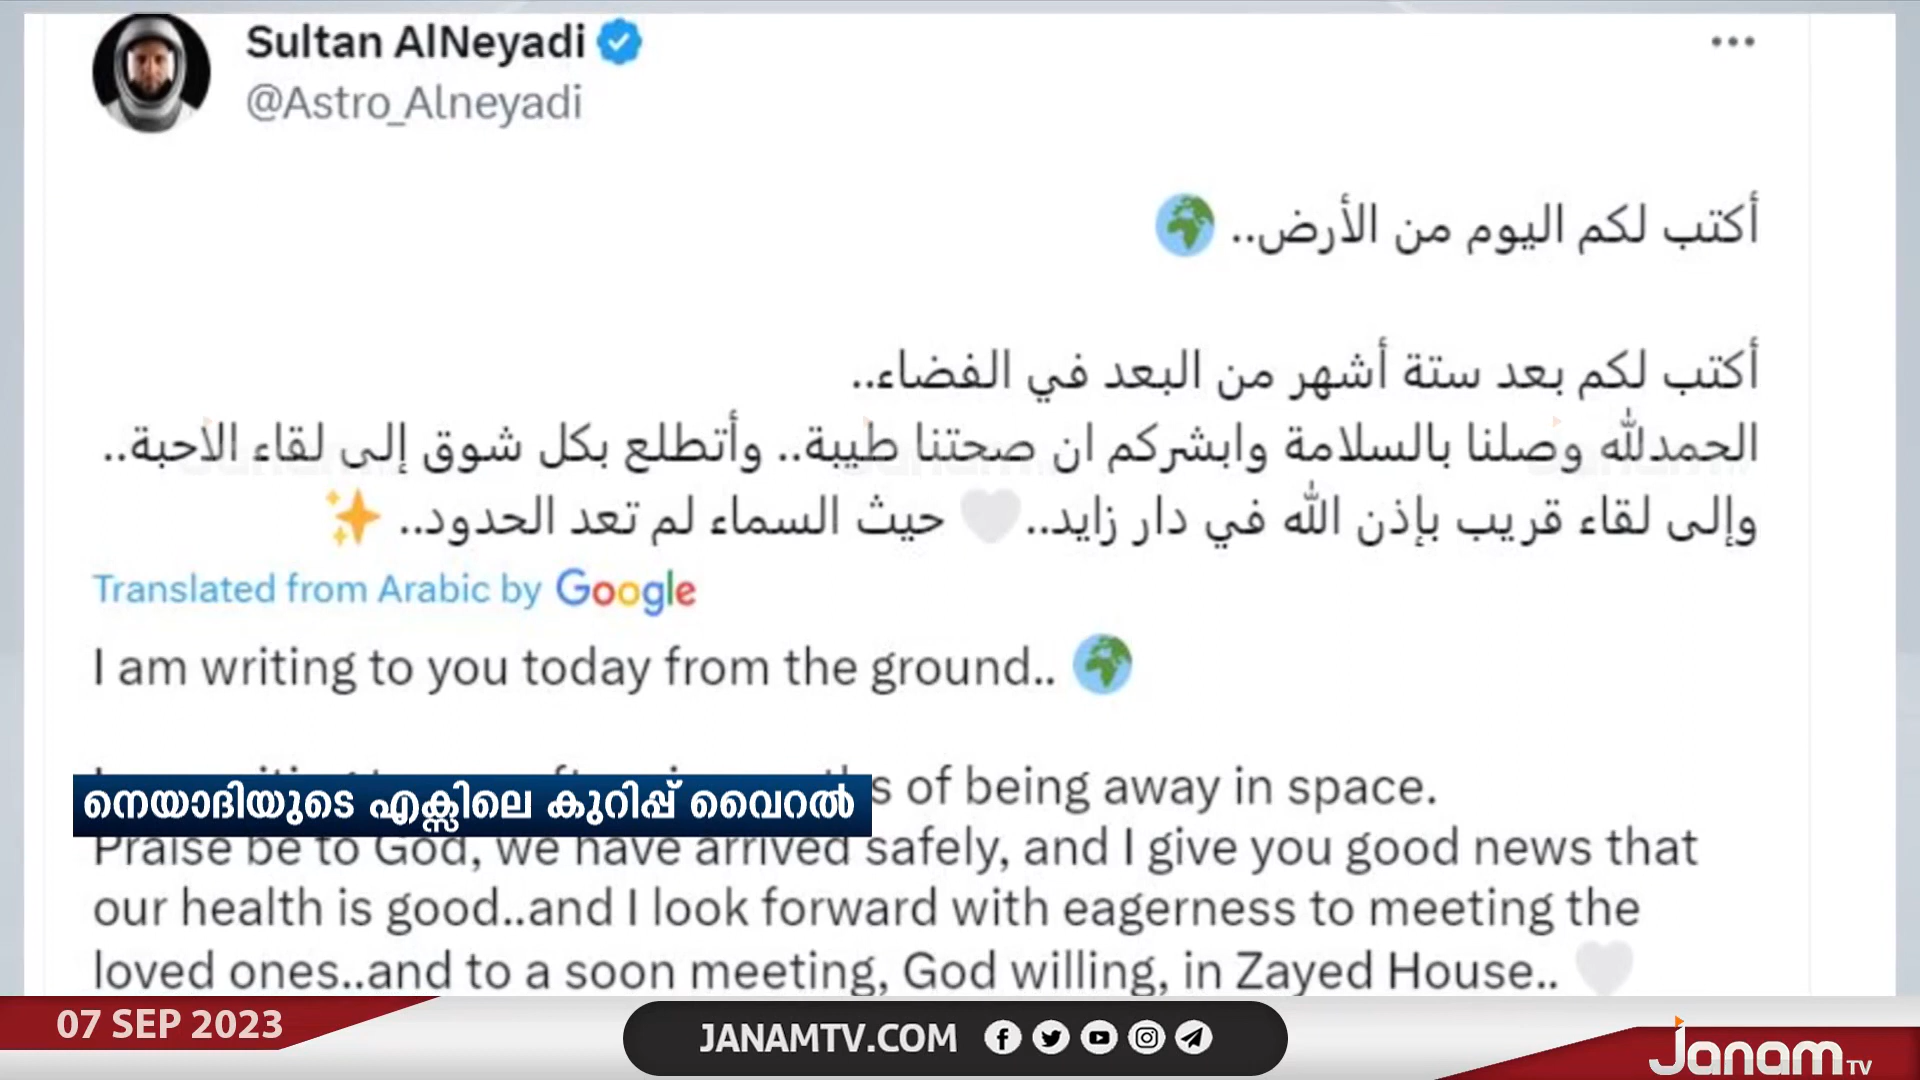 Sultan AlNeyadi
@Astro_Alneyadi
أكتب لكم اليوم من الأرض..
أكتب لكم بعد ستة أشهر من البعد في الفضاء..
الحمدلله وصلنا بالسلامة وابشركم ان صحتنا طيبة.. وأتطلع بكل شوق إلى لقاء الاحبة..
وإلى لقاء قريب بإذن الله في دار زايد.. حيث السماء لم تعد الحدود..
Translated from Arabic by Google
I am writing to you today from the ground..
of being away in space.
നെയാദിയുടെ എക്സിലെ കുറിപ്പ് വൈറൽ
Praise be to God, we have arrived safely, and I give you good news that
our health is good..and I look forward with eagerness to meeting the
loved ones..and to a soon meeting, God willing, in Zayed House..
07 SEP 2023
JANAMTV.COM
Janam TV